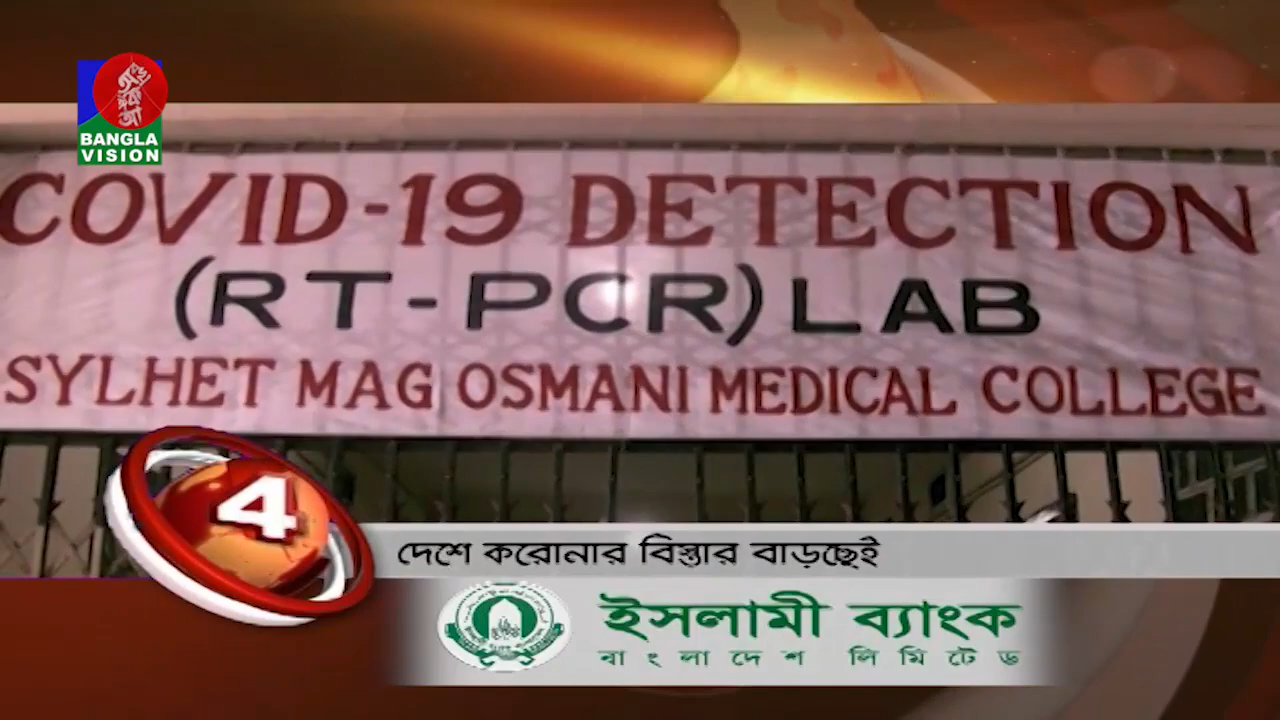 BANGLA
VISION
COVID-19 DETECTION
(RT-PCR) LAB
SYLHET MAG OSMANI MEDICAL COLLEGE
4
দেশে করোনার বিস্তার বাড়ছেই
ইসলামী ব্যাংক
বাংলাদেশ লিমিটেড